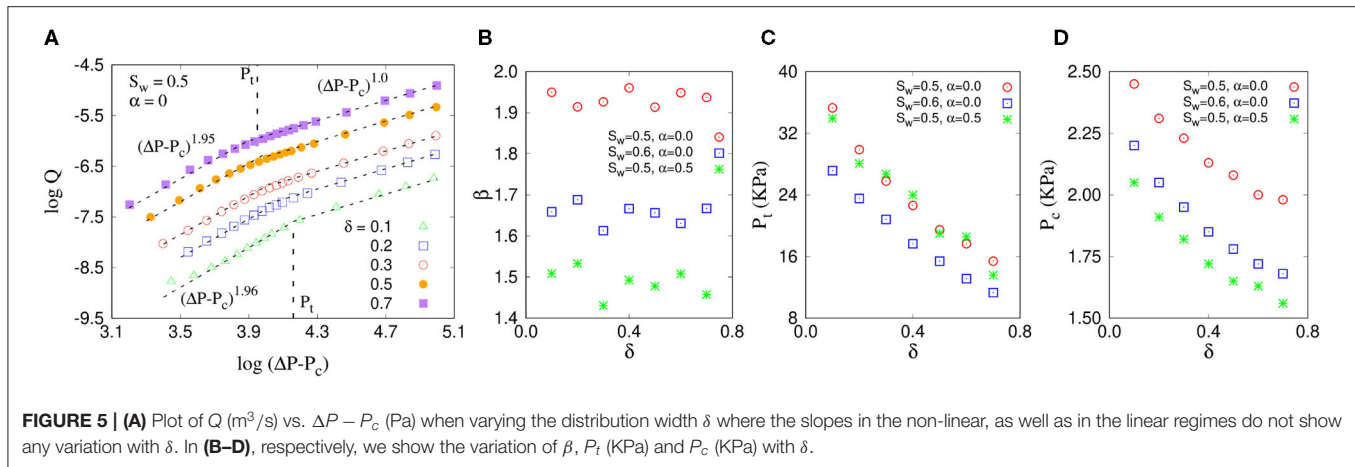 A
-4.5
-5.5
-6.5
-7.5
-8.5
-9.5
log Q
S_w = 0.5
α = 0
P_t
(ΔP-P_c)^1.0
(ΔP-P_c)^1.95
δ = 0.1
0.2
0.3
0.5
0.7
(ΔP-P_c)^1.96
P_t
3.1 3.5 3.9 4.3 4.7 5.1
log (ΔP-P_c)
B
2.0
1.9
1.8
1.7
1.6
1.5
1.4
β
S_w=0.5, α=0.0
S_w=0.6, α=0.0
S_w=0.5, α=0.5
0 0.4 0.8
δ
C
40
32
24
16
8
P_t (KPa)
S_w=0.5, α=0.0
S_w=0.6, α=0.0
S_w=0.5, α=0.5
0 0.4 0.8
δ
D
2.50
2.25
2.00
1.75
1.50
P_c (KPa)
S_w=0.5, α=0.0
S_w=0.6, α=0.0
S_w=0.5, α=0.5
0 0.4 0.8
δ
FIGURE 5 | (A) Plot of Q (m³/s) vs. ΔP − P_c (Pa) when varying the distribution width δ where the slopes in the non-linear, as well as in the linear regimes do not show
any variation with δ. In (B–D), respectively, we show the variation of β, P_t (KPa) and P_c (KPa) with δ.